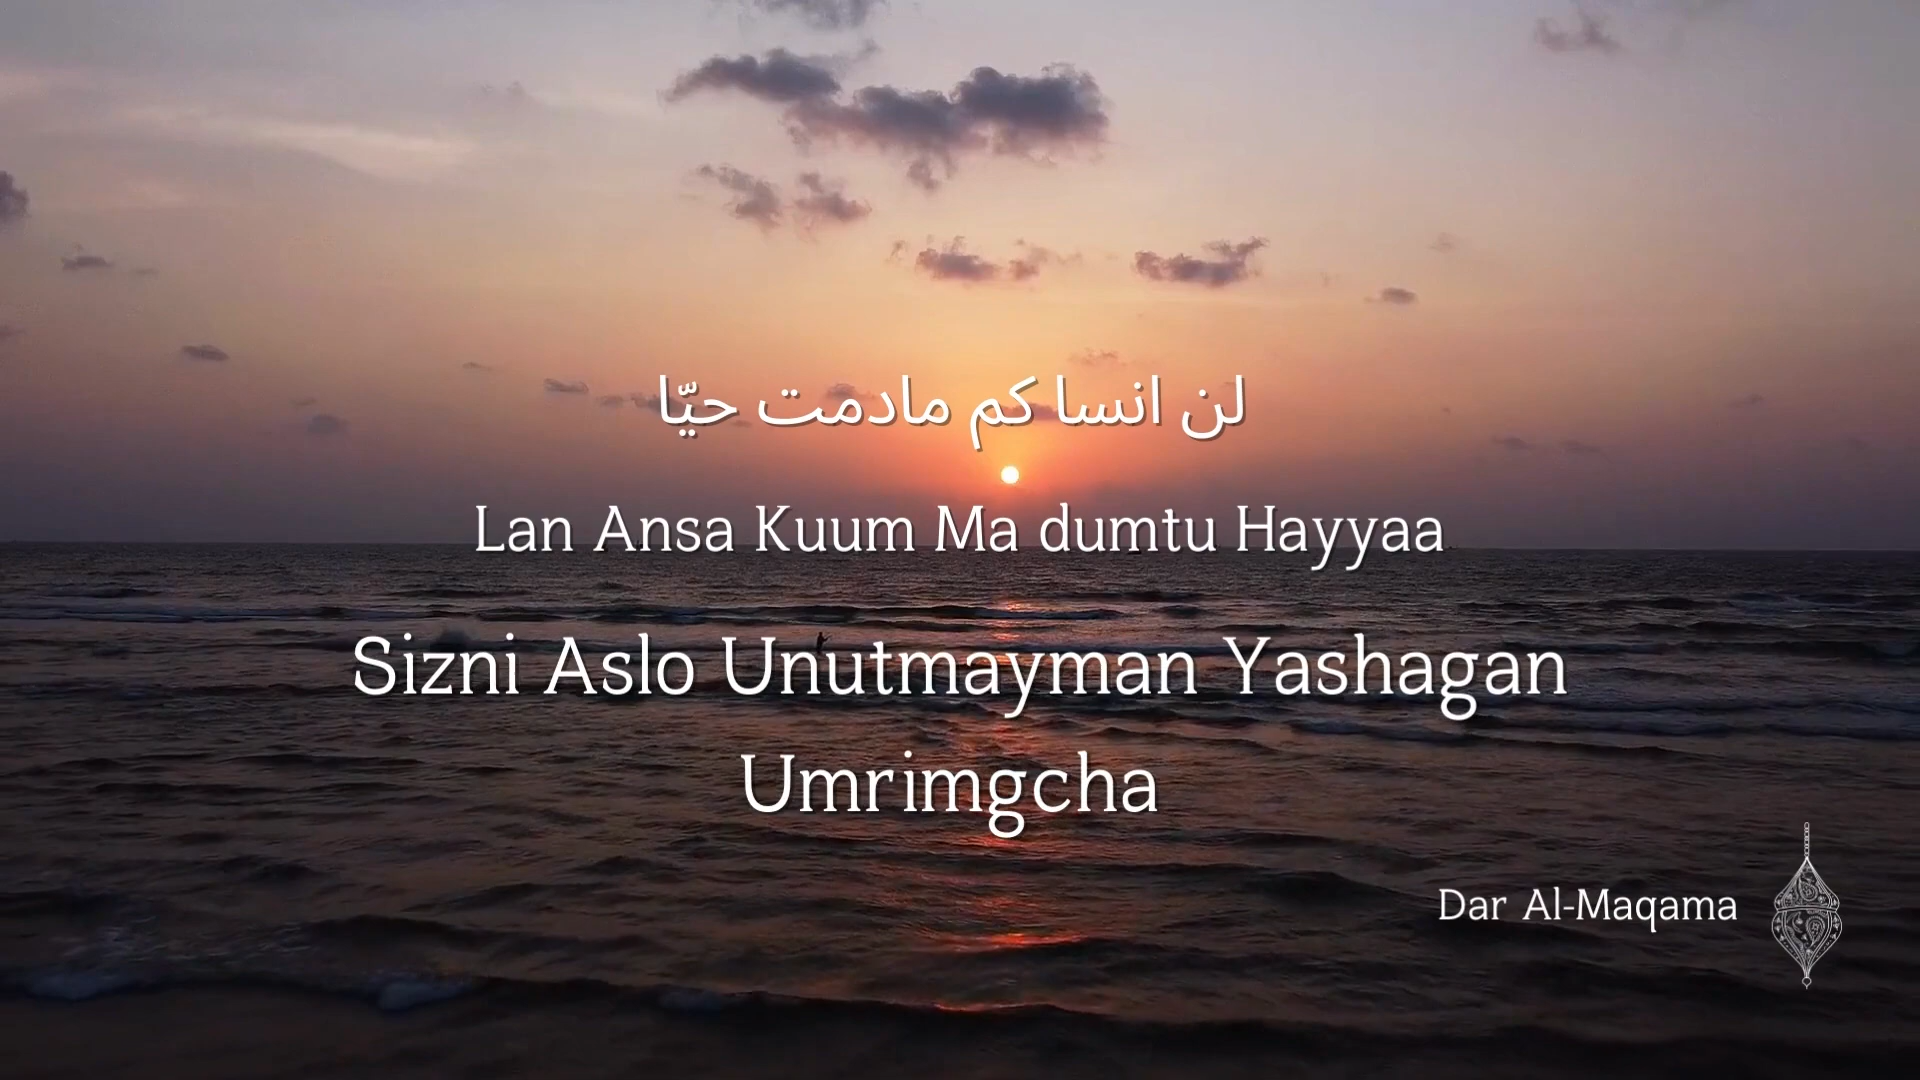 لن انسا كم مادمت حيّا
Lan Ansa Kuum Ma dumtu Hayyaa
Sizni Aslo Unutmayman Yashagan
Umrimgcha
Dar Al-Maqama